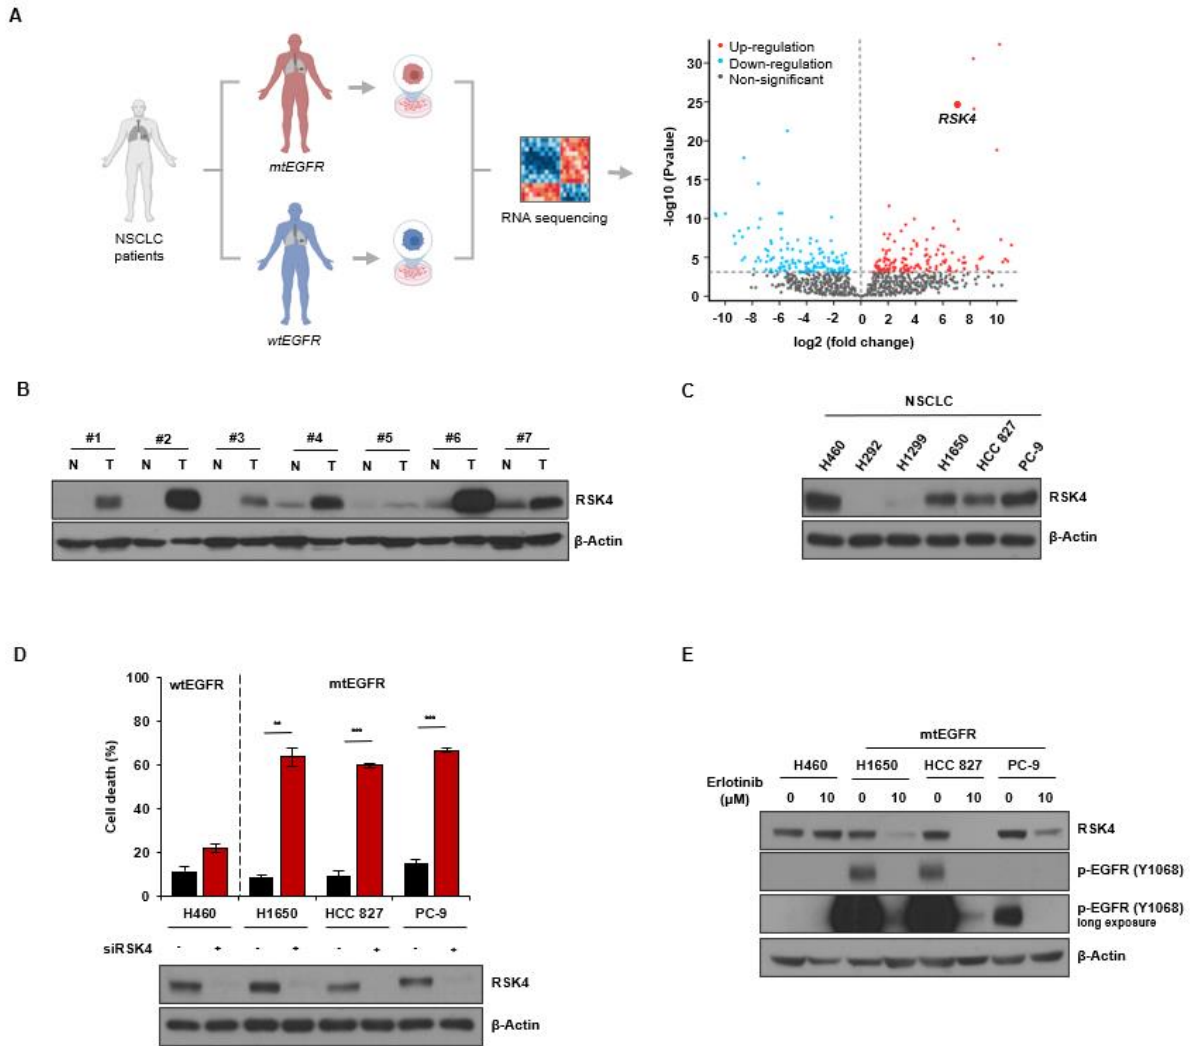 A
mtEGFR
NSCLC
patients
wtEGFR
RNA sequencing
Up-regulation
Down-regulation
Non-significant
RSK4
-log10 (Pvalue)
30
25
20
15
10
5
0
-10 -8 -6 -4 -2 0 2 4 6 8 10
log2 (fold change)
B
#1 #2 #3 #4 #5 #6 #7
N T N T N T N T N T N T N T
RSK4
β-Actin
C
NSCLC
H460 H292 H1299 H1650 HCC 827 PC-9
RSK4
β-Actin
D
wtEGFR mtEGFR
Cell death (%)
100
80
60
40
20
0
** *** ***
H460 H1650 HCC 827 PC-9
siRSK4 - + - + - + - +
RSK4
β-Actin
E
mtEGFR
H460 H1650 HCC 827 PC-9
Erlotinib
(μM) 0 10 0 10 0 10 0 10
RSK4
p-EGFR (Y1068)
p-EGFR (Y1068)
long exposure
β-Actin